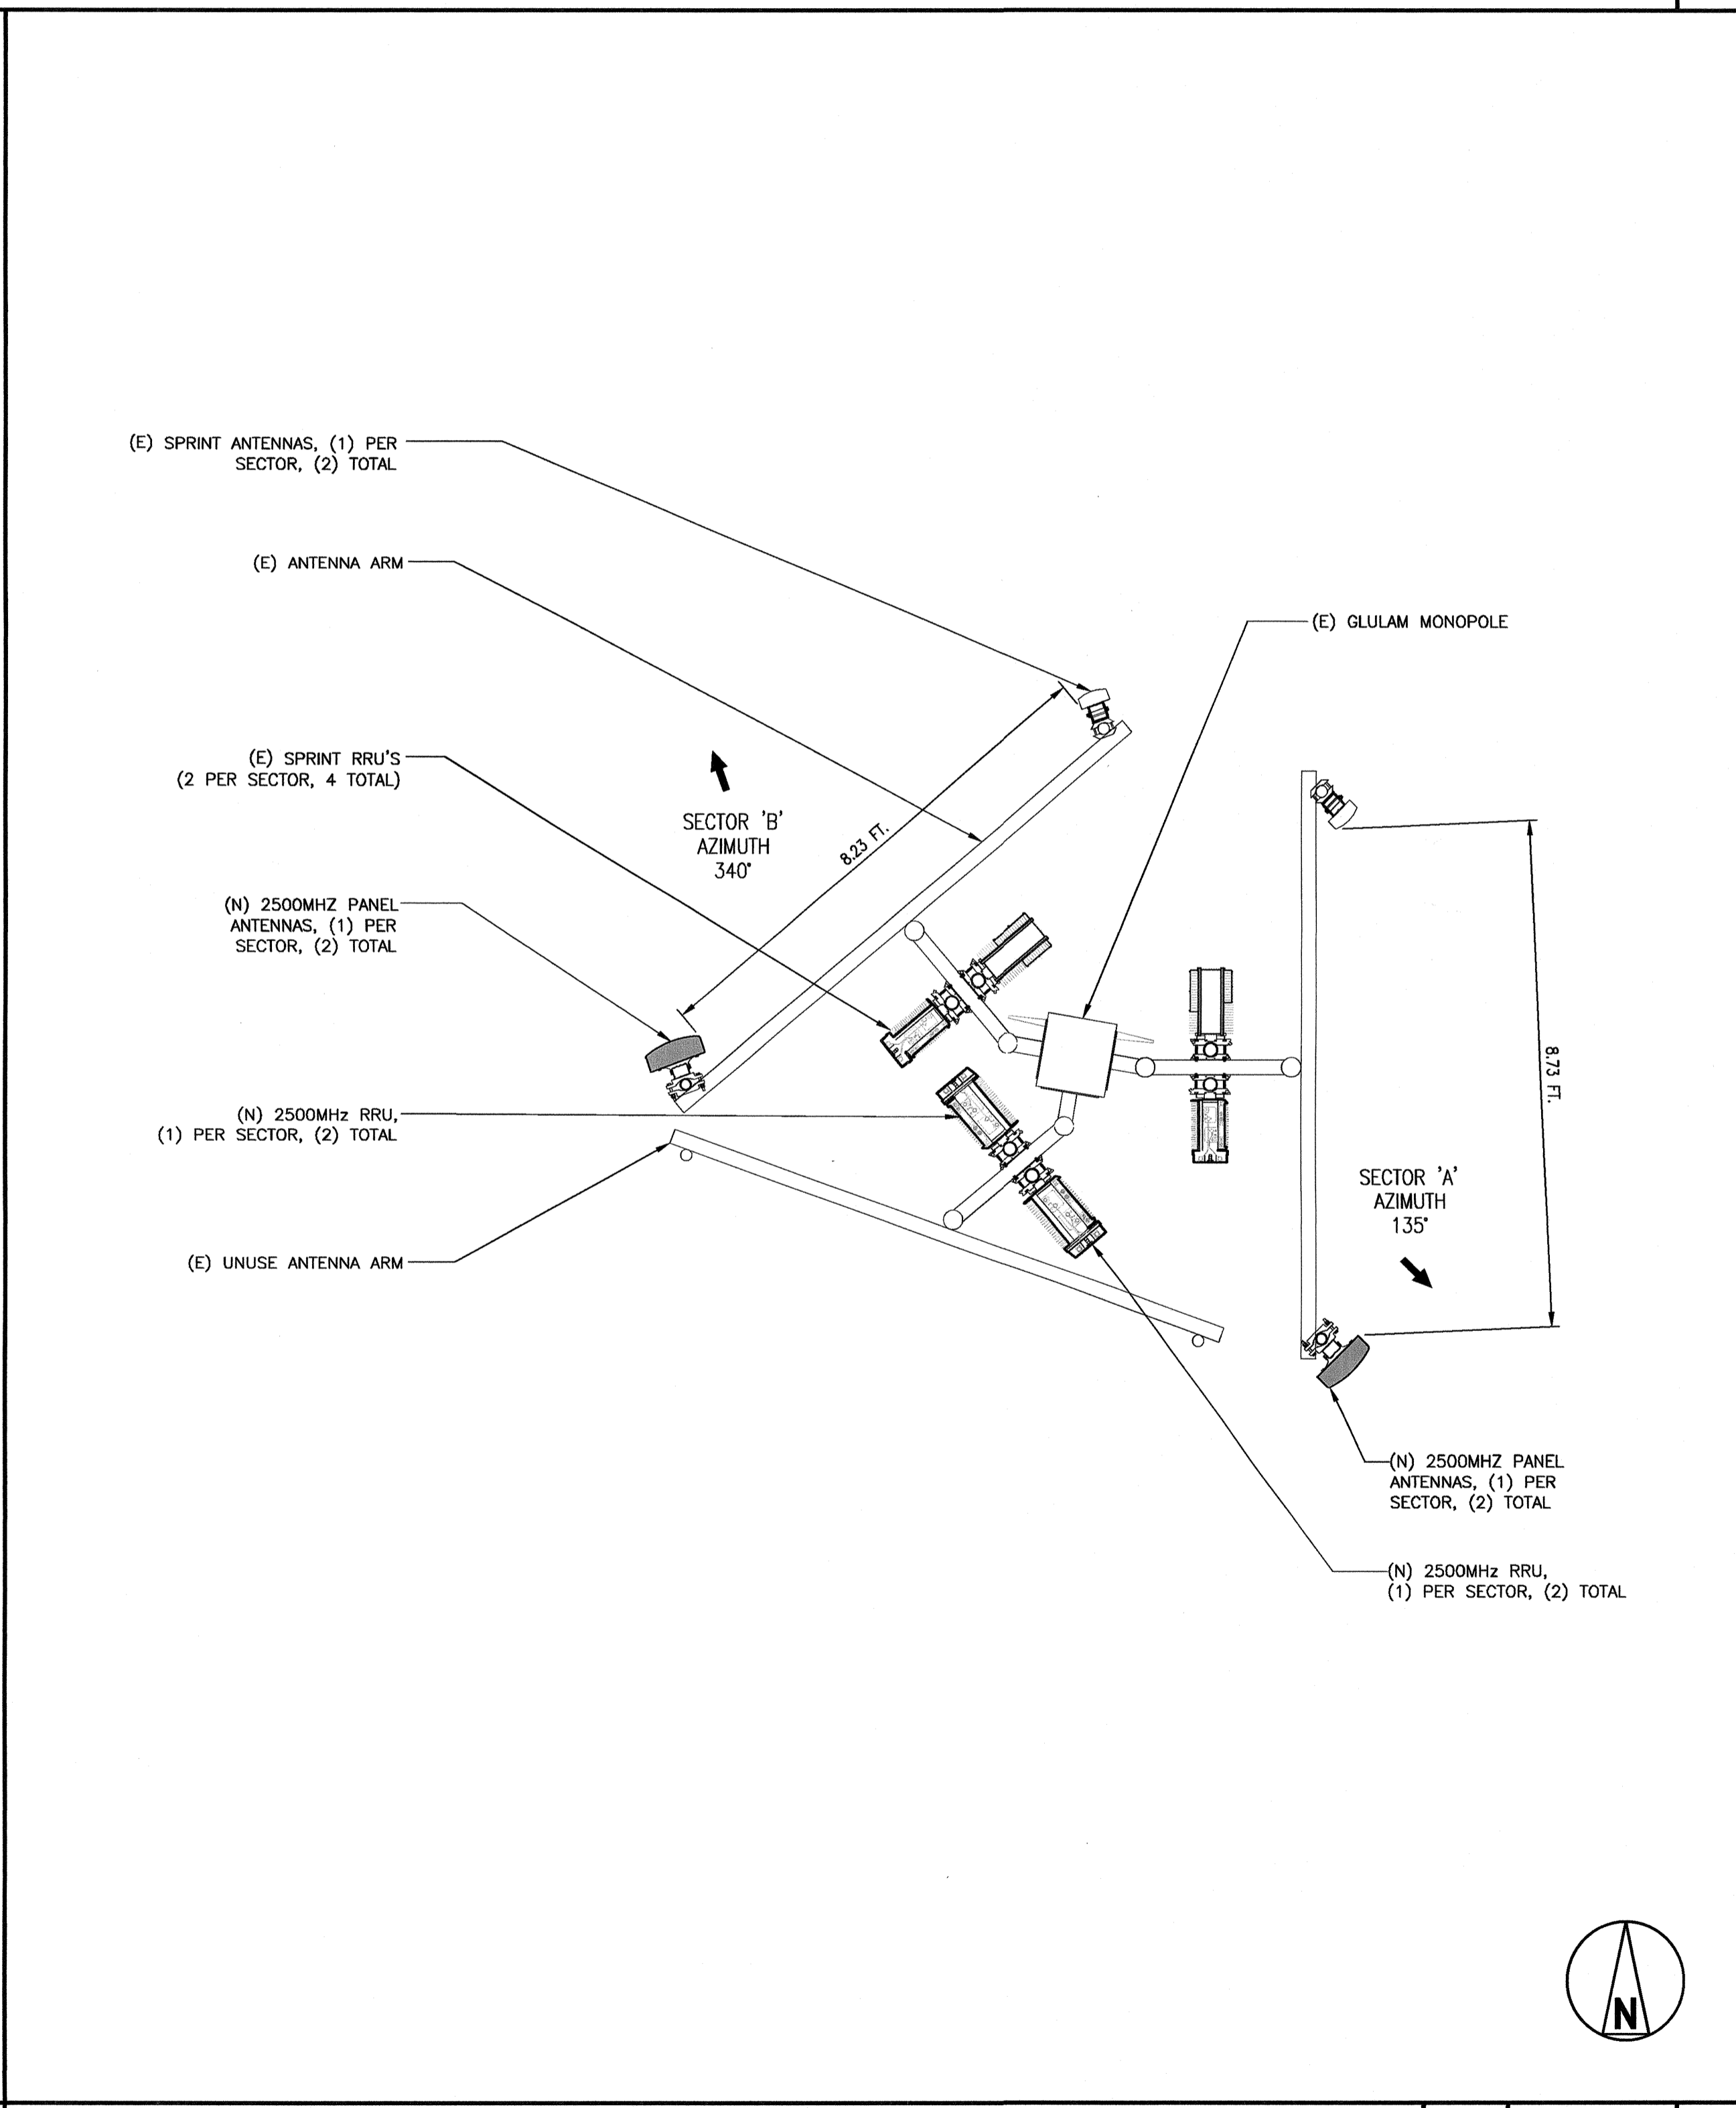 (E) SPRINT ANTENNAS, (1) PER
SECTOR, (2) TOTAL
(E) ANTENNA ARM
(E) GLULAM MONOPOLE
(E) SPRINT RRU'S
(2 PER SECTOR, 4 TOTAL)
SECTOR 'B'
AZIMUTH
340°
8.23 FT.
(N) 2500MHZ PANEL
ANTENNAS, (1) PER
SECTOR, (2) TOTAL
8.73 FT.
(N) 2500MHz RRU,
(1) PER SECTOR, (2) TOTAL
SECTOR 'A'
AZIMUTH
135°
(E) UNUSE ANTENNA ARM
(N) 2500MHZ PANEL
ANTENNAS, (1) PER
SECTOR, (2) TOTAL
(N) 2500MHz RRU,
(1) PER SECTOR, (2) TOTAL
N